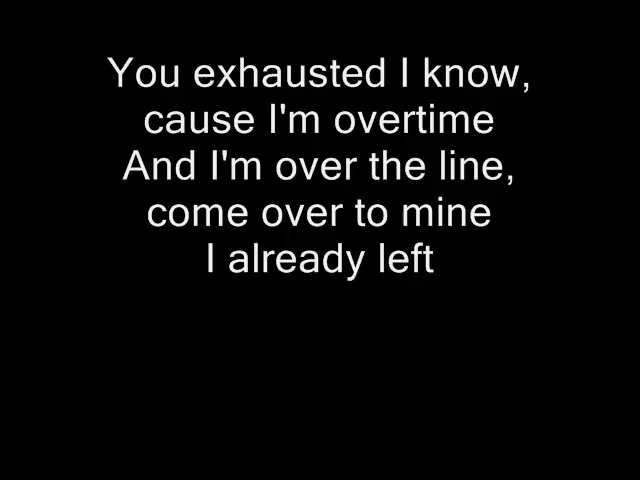 You exhausted I know,
cause I'm overtime
And I'm over the line,
come over to mine
I already left